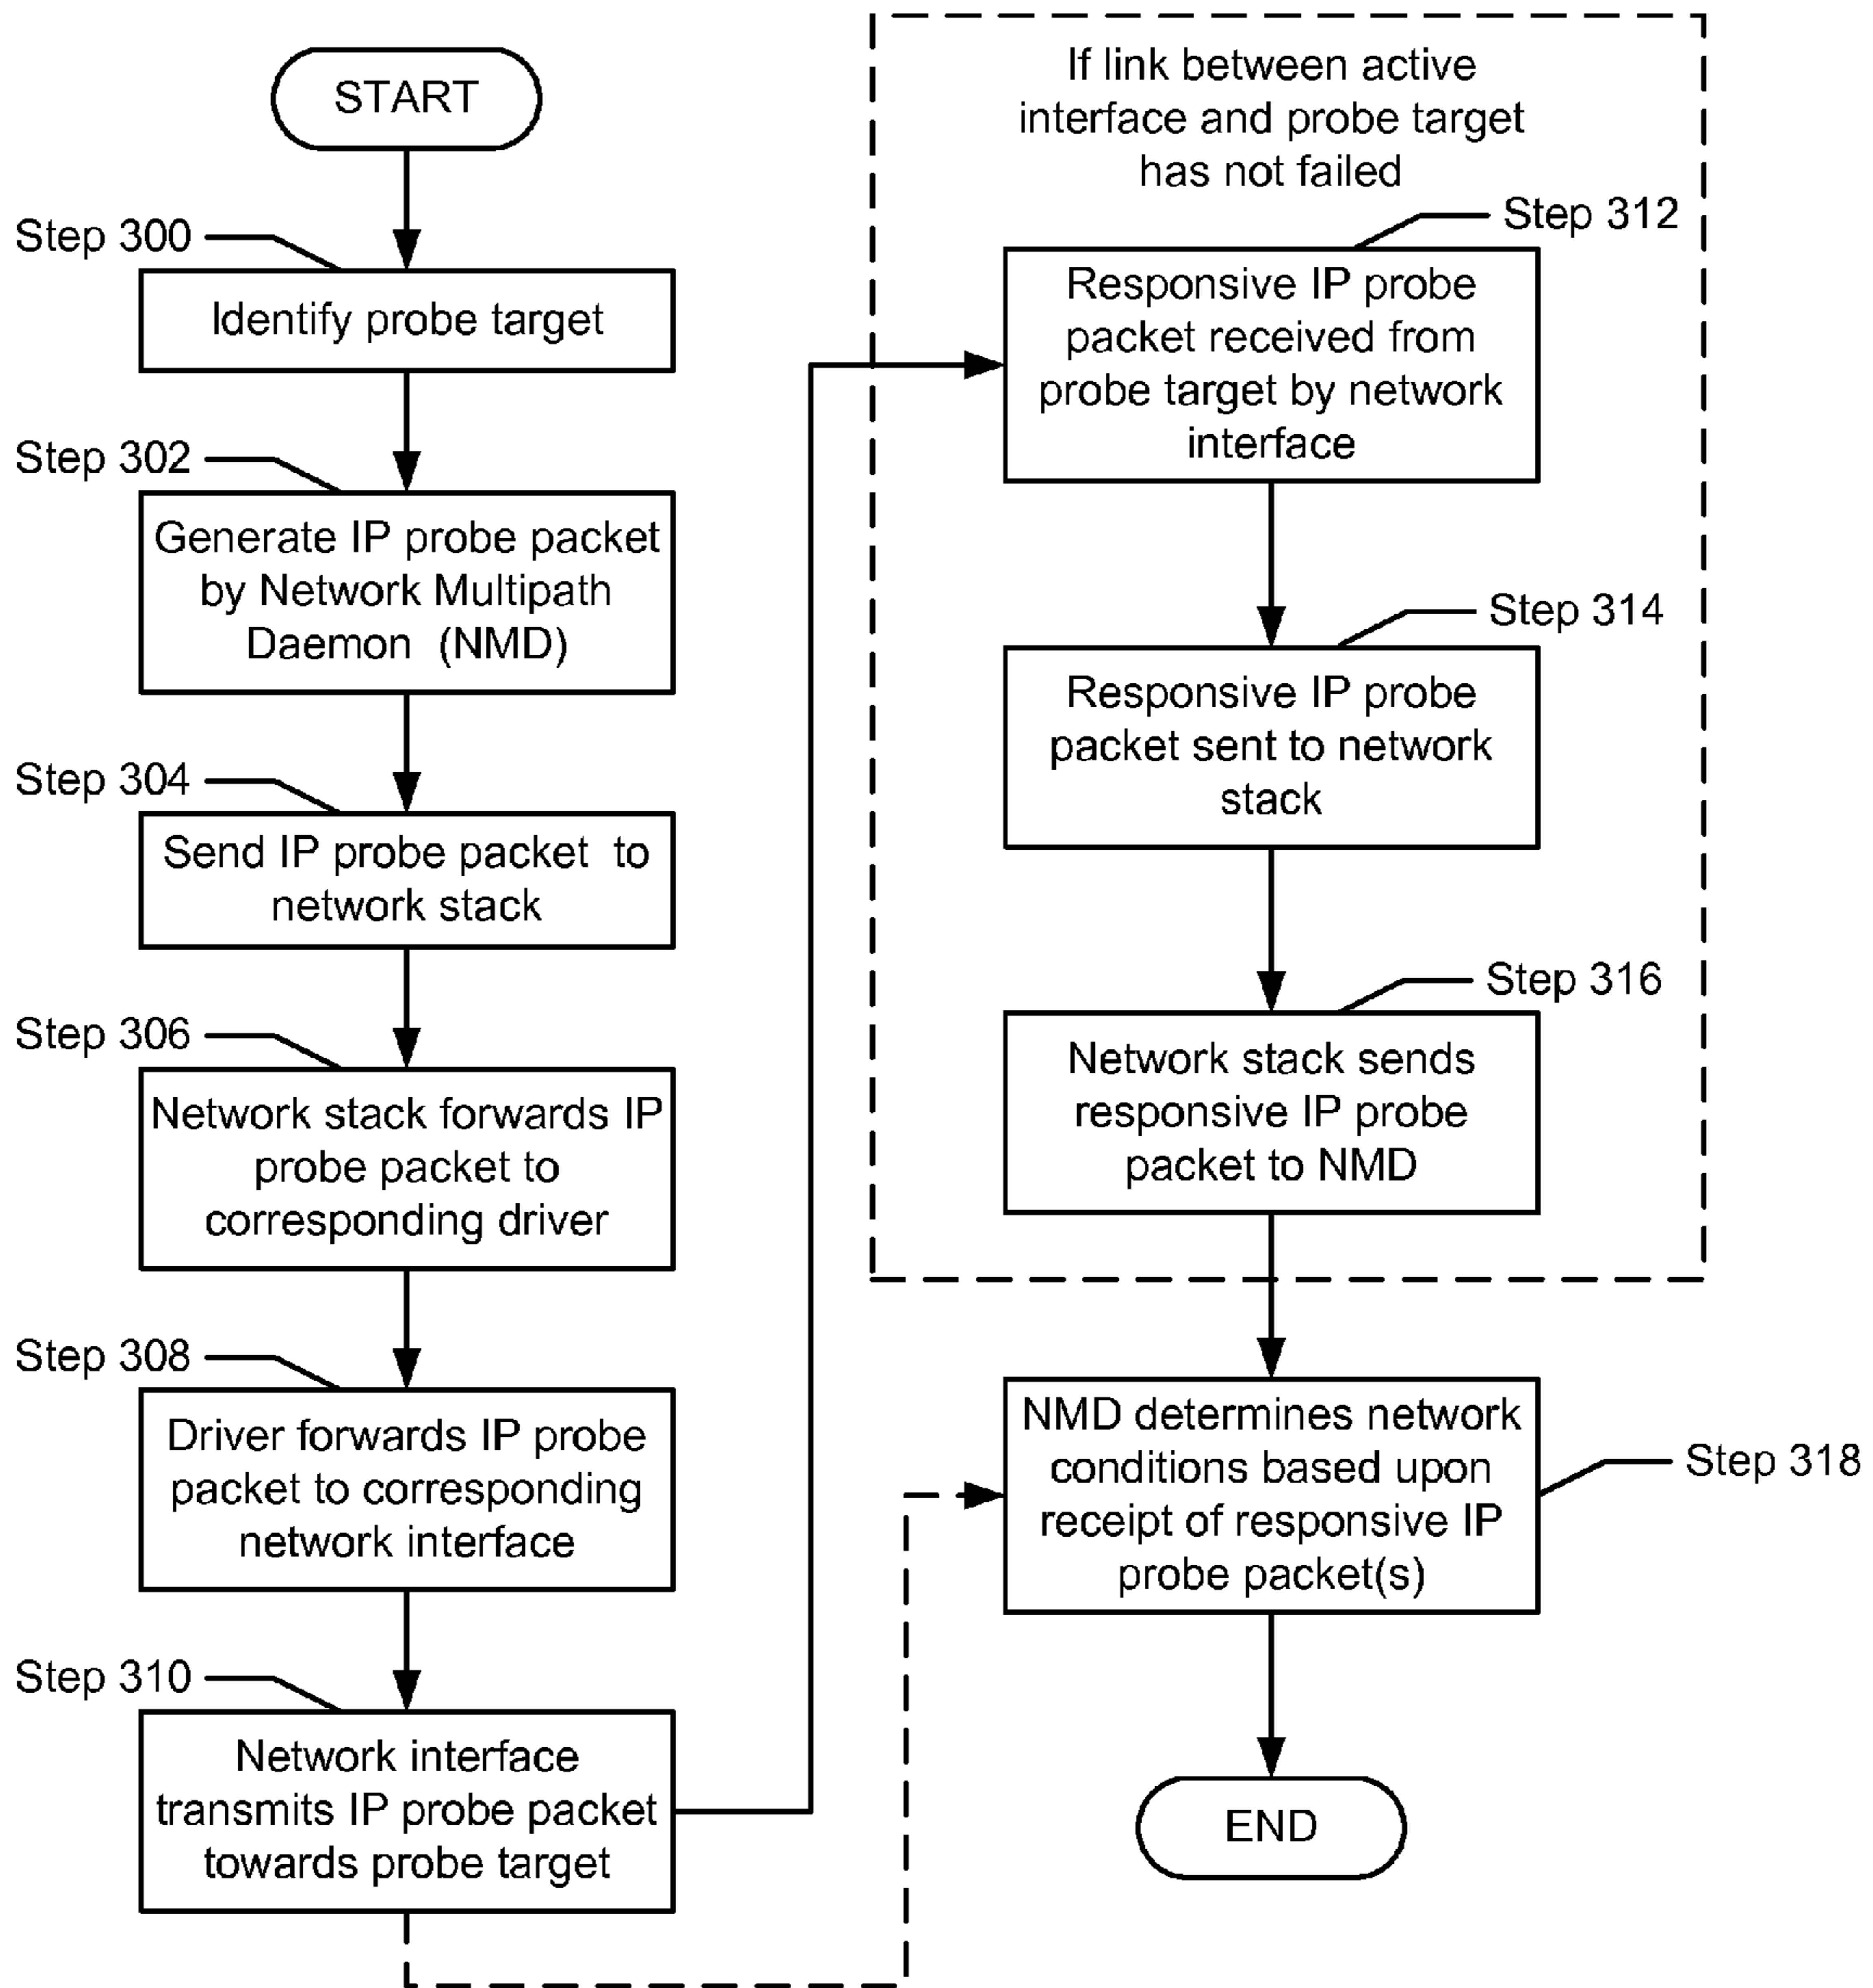 START
Step 300
Identify probe target
Step 302
Generate IP probe packet
by Network Multipath
Daemon (NMD)
Step 304
Send IP probe packet to
network stack
Step 306
Network stack forwards IP
probe packet to
corresponding driver
Step 308
Driver forwards IP probe
packet to corresponding
network interface
Step 310
Network interface
transmits IP probe packet
towards probe target
If link between active
interface and probe target
has not failed
Step 312
Responsive IP probe
packet received from
probe target by network
interface
Step 314
Responsive IP probe
packet sent to network
stack
Step 316
Network stack sends
responsive IP probe
packet to NMD
NMD determines network
conditions based upon
receipt of responsive IP
probe packet(s)
Step 318
END